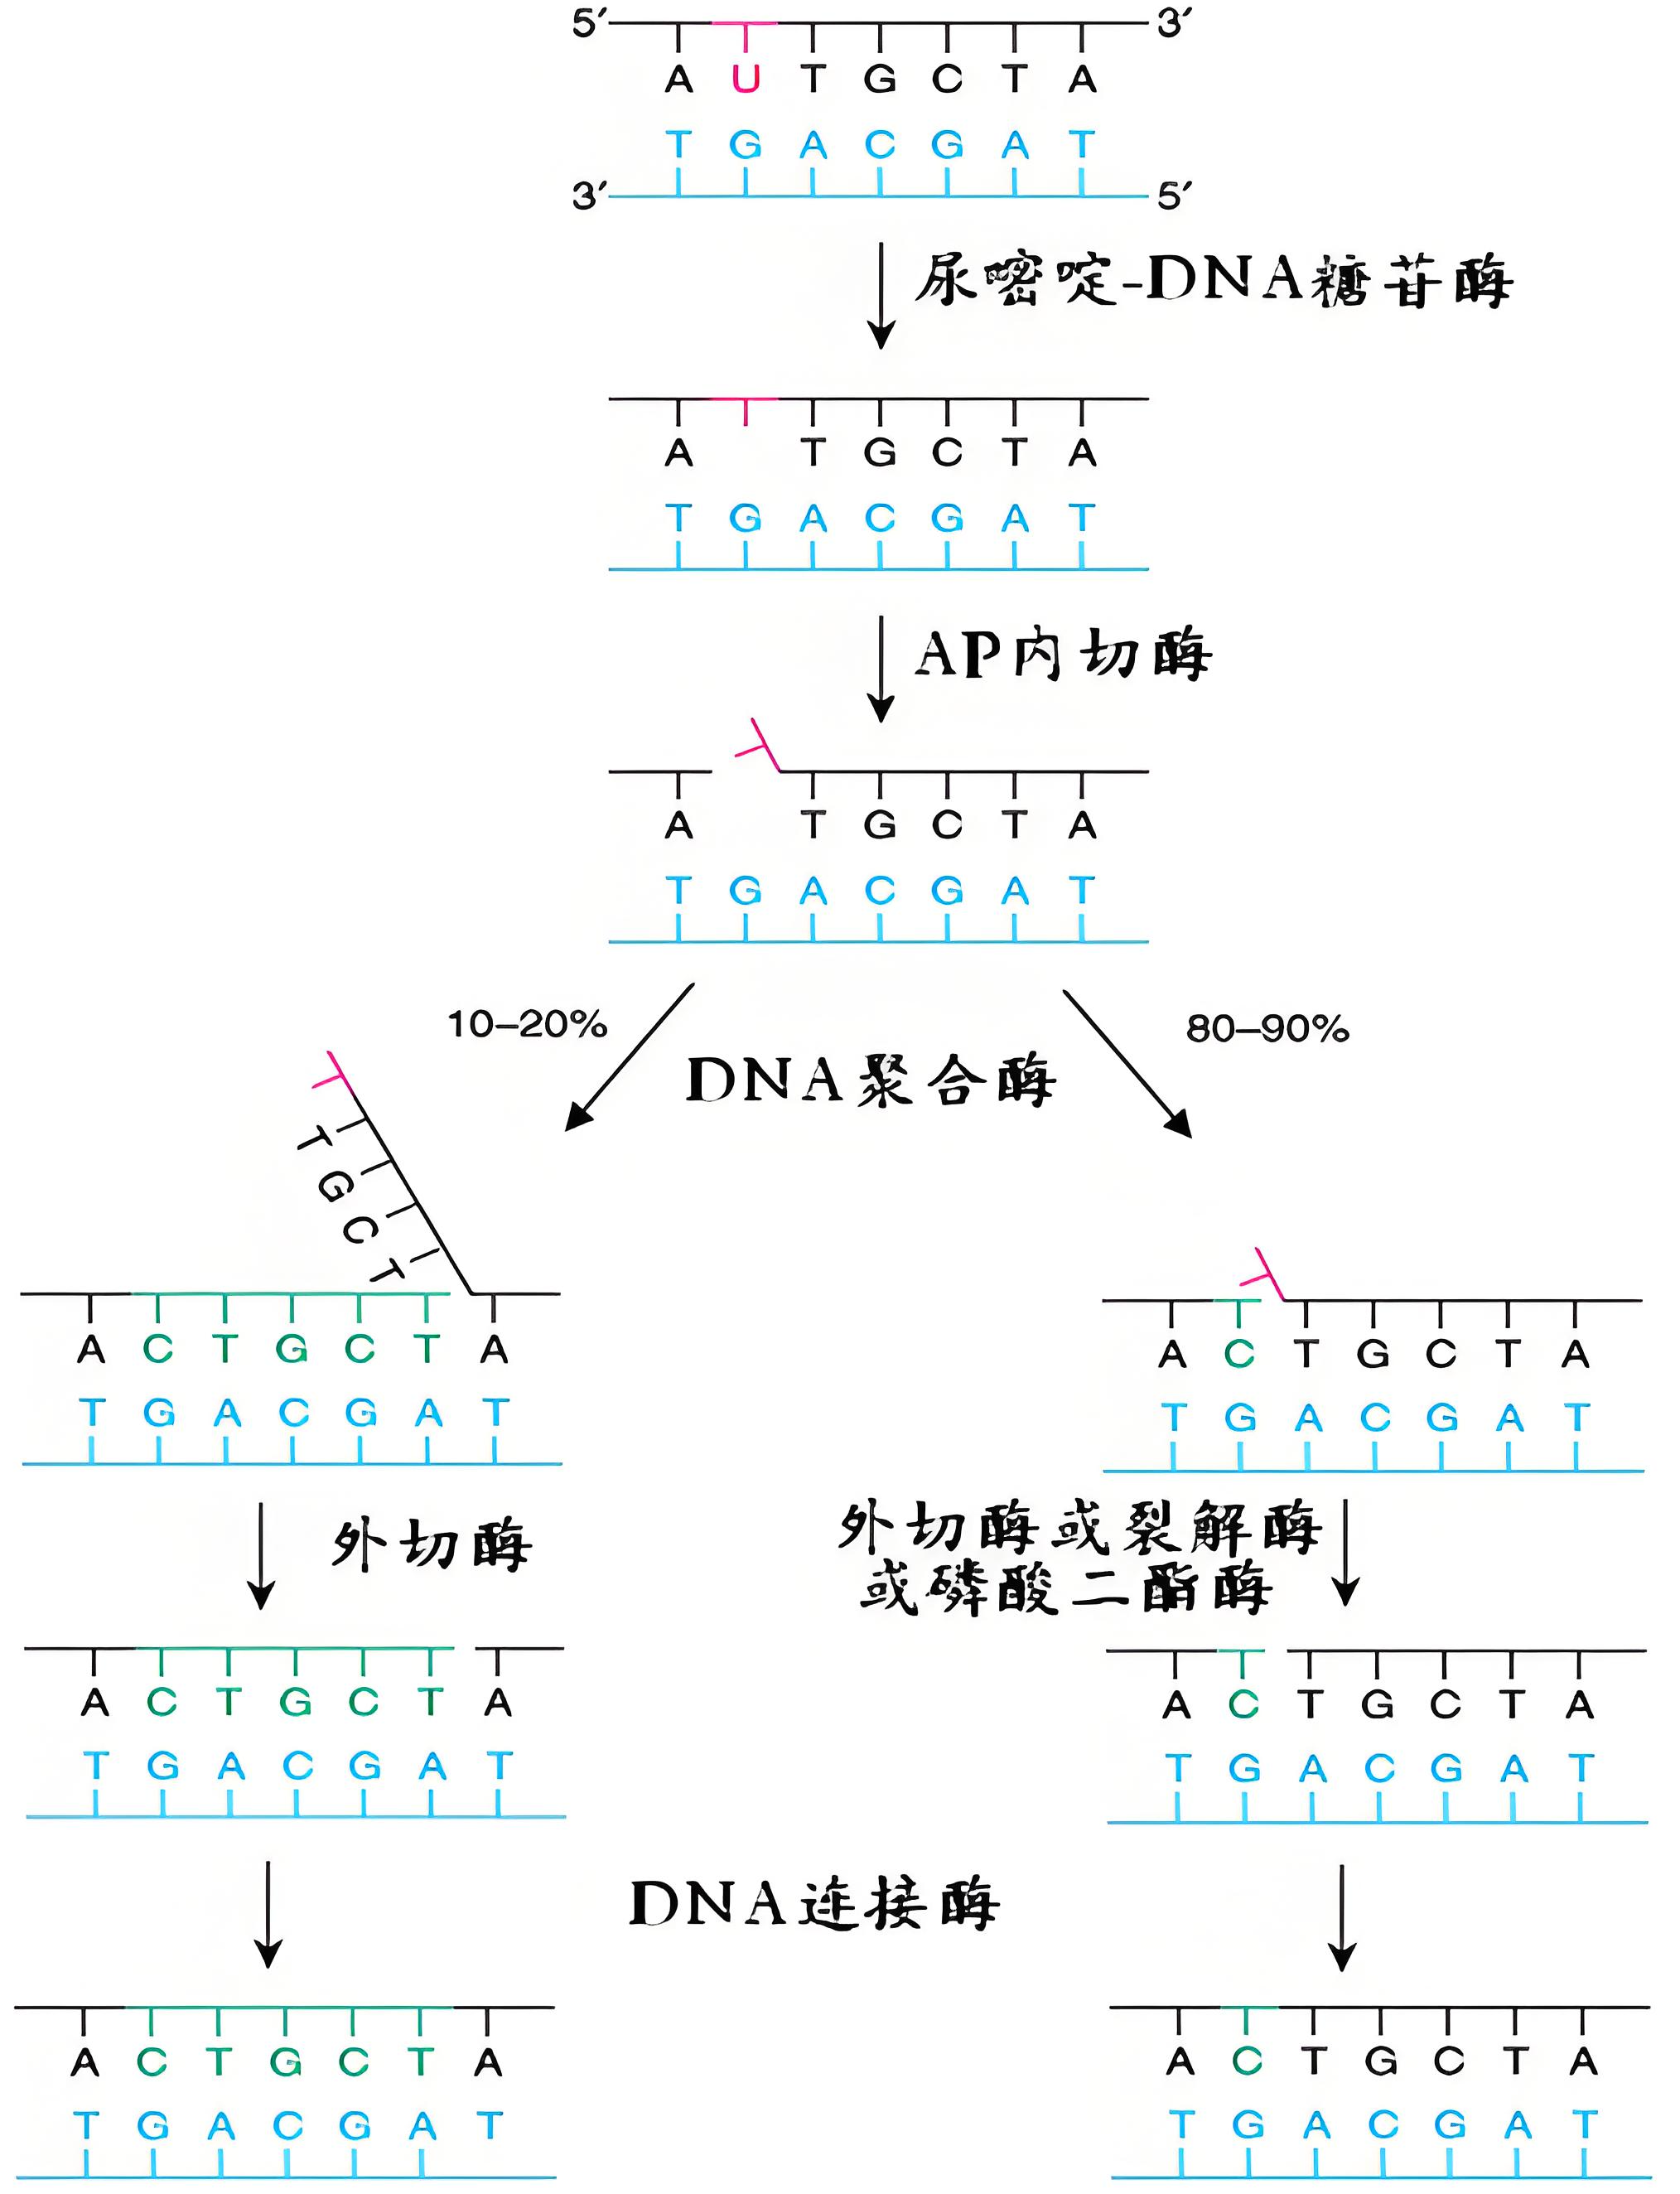 5′ 3′
A U T G C T A
T G A C G A T
3′ 5′
尿嘧啶-DNA糖苷酶
A T G C T A
T G A C G A T
AP内切酶
A T G C T A
T G A C G A T
10–20%
80–90%
DNA聚合酶
T G C T
A C T G C T A
T G A C G A T
A C T G C T A
T G A C G A T
外切酶
外切酶或裂解酶
或磷酸二酯酶
A C T G C T A
T G A C G A T
A C T G C T A
T G A C G A T
DNA连接酶
A C T G C T A
T G A C G A T
A C T G C T A
T G A C G A T